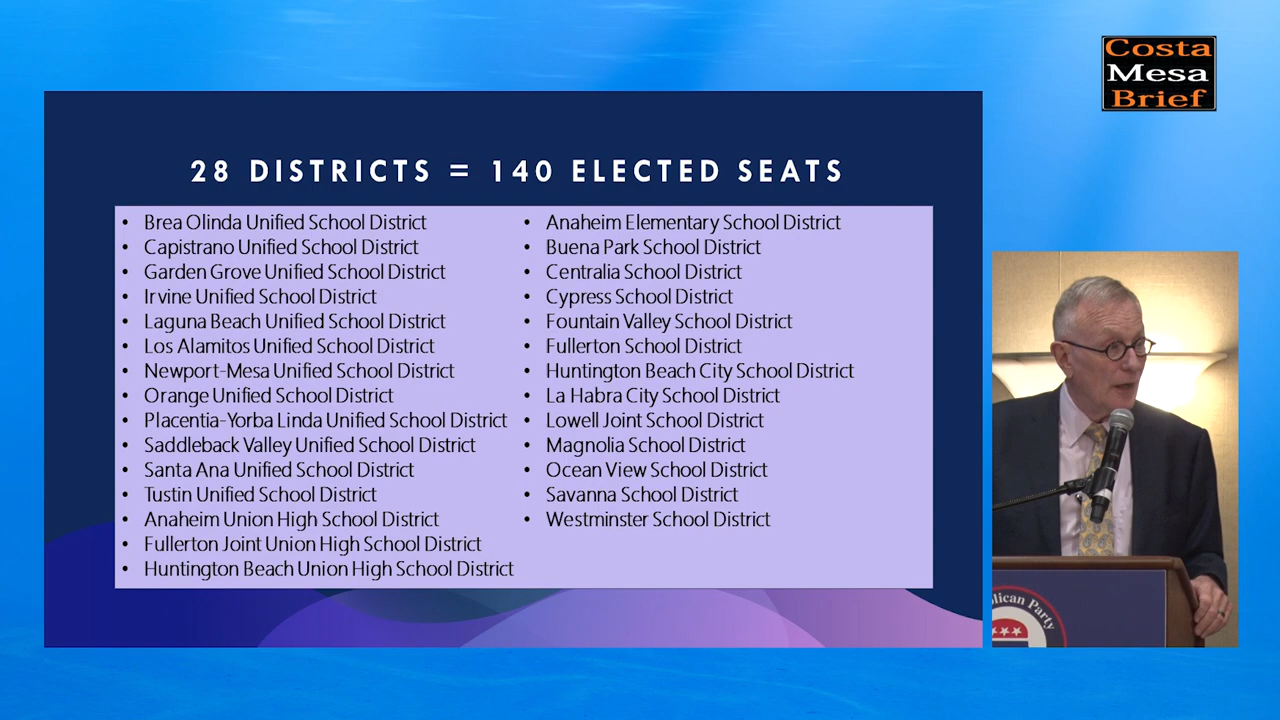 Costa
Mesa
Brief
28 DISTRICTS = 140 ELECTED SEATS
• Brea Olinda Unified School District
• Capistrano Unified School District
• Garden Grove Unified School District
• Irvine Unified School District
• Laguna Beach Unified School District
• Los Alamitos Unified School District
• Newport-Mesa Unified School District
• Orange Unified School District
• Placentia-Yorba Linda Unified School District
• Saddleback Valley Unified School District
• Santa Ana Unified School District
• Tustin Unified School District
• Anaheim Union High School District
• Fullerton Joint Union High School District
• Huntington Beach Union High School District
• Anaheim Elementary School District
• Buena Park School District
• Centralia School District
• Cypress School District
• Fountain Valley School District
• Fullerton School District
• Huntington Beach City School District
• La Habra City School District
• Lowell Joint School District
• Magnolia School District
• Ocean View School District
• Savanna School District
• Westminster School District
lican Party